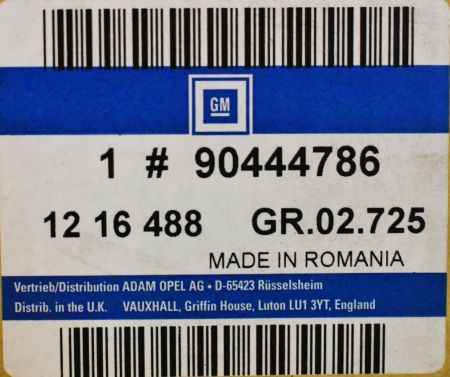 GM
1 # 90444786
12 16 488 GR.02.725
MADE IN ROMANIA
Vertrieb/Distribution ADAM OPEL AG • D-65423 Rüsselsheim
Distrib. in the U.K. VAUXHALL, Griffin House, Luton LU1 3YT, England